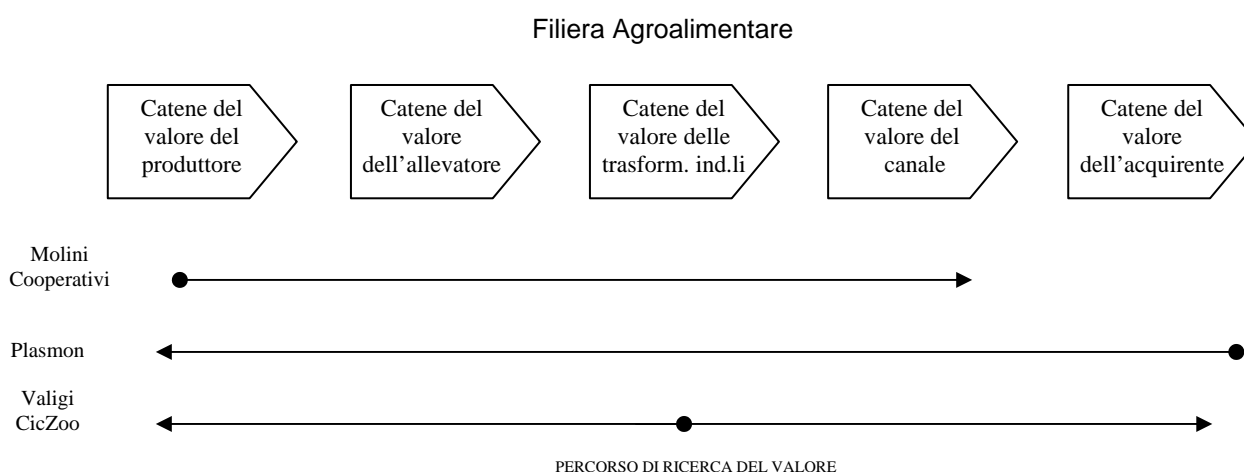 Filiera Agroalimentare
Catene del
valore del
produttore
Catene del
valore
dell’allevatore
Catene del
valore delle
trasform. ind.li
Catene del
valore del
canale
Catene del
valore
dell’acquirente
Molini
Cooperativi
Plasmon
Valigi
CicZoo
PERCORSO DI RICERCA DEL VALORE